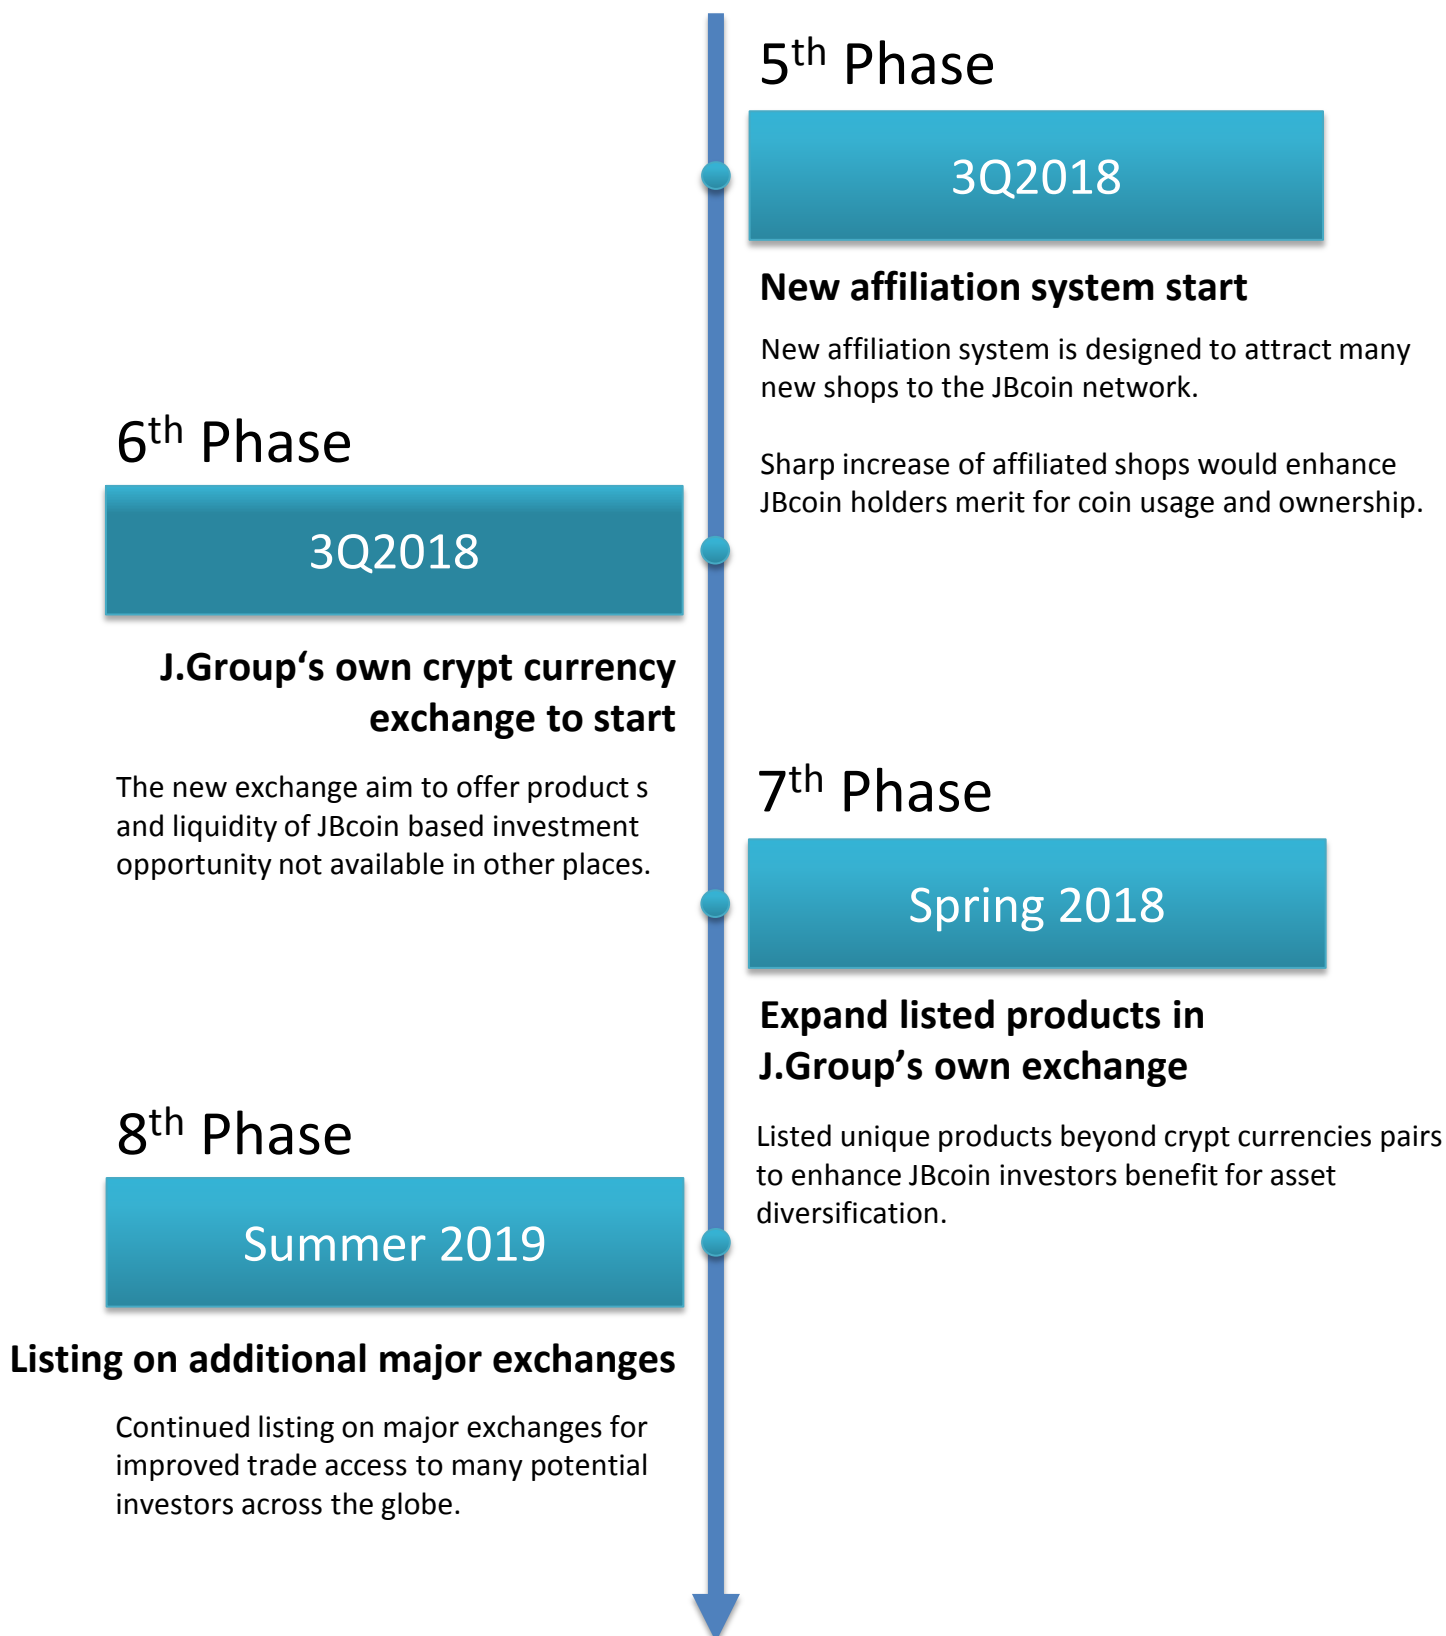 5th Phase
3Q2018
New affiliation system start
New affiliation system is designed to attract many
new shops to the JBcoin network.
Sharp increase of affiliated shops would enhance
JBcoin holders merit for coin usage and ownership.
6th Phase
3Q2018
J.Group‘s own crypt currency
exchange to start
The new exchange aim to offer product s
and liquidity of JBcoin based investment
opportunity not available in other places.
7th Phase
Spring 2018
Expand listed products in
J.Group’s own exchange
Listed unique products beyond crypt currencies pairs
to enhance JBcoin investors benefit for asset
diversification.
8th Phase
Summer 2019
Listing on additional major exchanges
Continued listing on major exchanges for
improved trade access to many potential
investors across the globe.